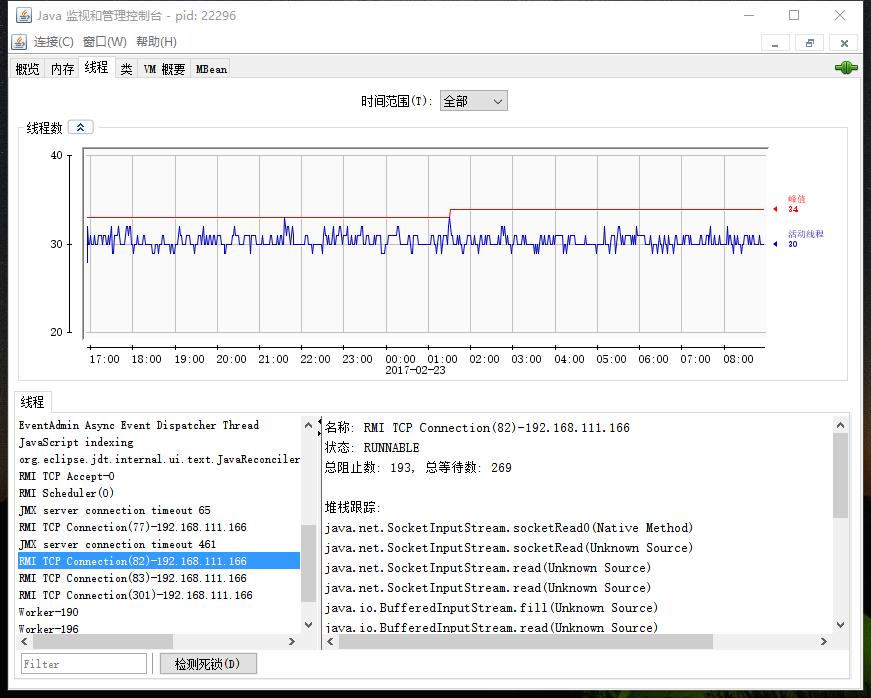 Java 监视和管理控制台 - pid: 22296
连接(C) 窗口(W) 帮助(H)
概览 内存 线程 类 VM 概要 MBean
时间范围(T): 全部
线程数
40
30
20
峰值
34
活动线程
30
17:00 18:00 19:00 20:00 21:00 22:00 23:00 00:00 01:00 02:00 03:00 04:00 05:00 06:00 07:00 08:00
2017-02-23
线程
EventAdmin Async Event Dispatcher Thread
JavaScript indexing
org.eclipse.jdt.internal.ui.text.JavaReconciler
RMI TCP Accept-0
RMI Scheduler(0)
JMX server connection timeout 65
RMI TCP Connection(77)-192.168.111.166
JMX server connection timeout 461
RMI TCP Connection(82)-192.168.111.166
RMI TCP Connection(83)-192.168.111.166
RMI TCP Connection(301)-192.168.111.166
Worker-190
Worker-196
名称: RMI TCP Connection(82)-192.168.111.166
状态: RUNNABLE
总阻止数: 193, 总等待数: 269
堆栈跟踪:
java.net.SocketInputStream.socketRead0(Native Method)
java.net.SocketInputStream.socketRead(Unknown Source)
java.net.SocketInputStream.read(Unknown Source)
java.net.SocketInputStream.read(Unknown Source)
java.io.BufferedInputStream.fill(Unknown Source)
java.io.BufferedInputStream.read(Unknown Source)
Filter
检测死锁(D)